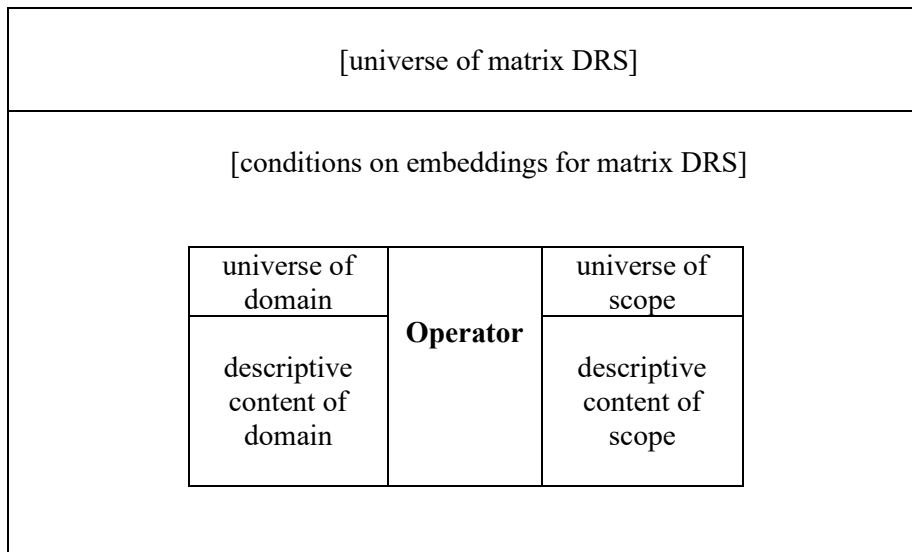 [universe of matrix DRS]
[conditions on embeddings for matrix DRS]
universe of
domain
Operator
universe of
scope
descriptive
content of
domain
descriptive
content of
scope